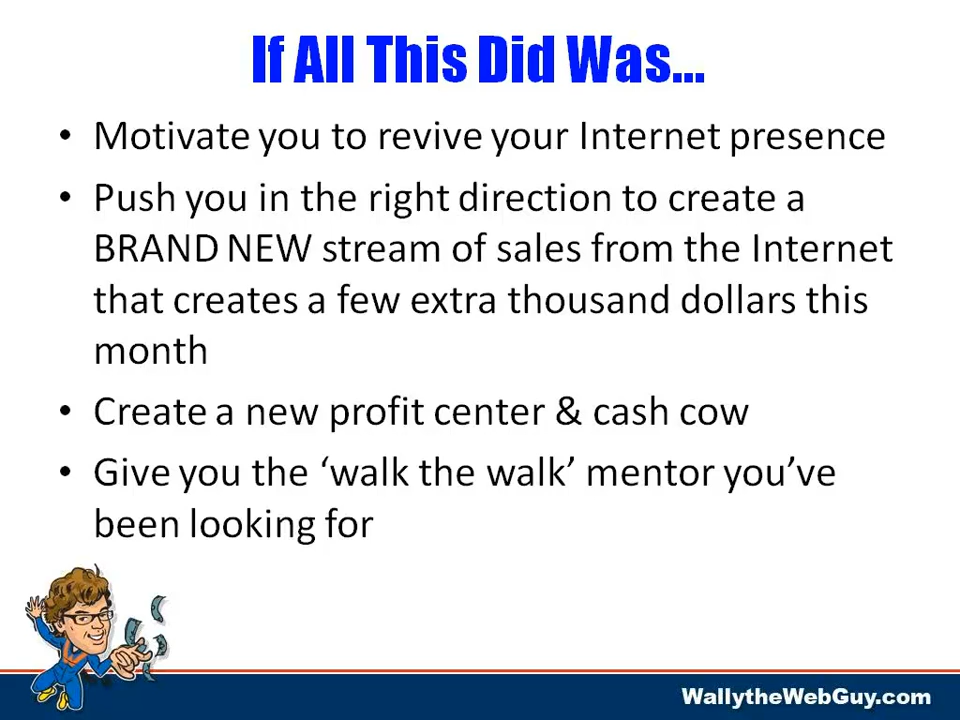 If All This Did Was...
• Motivate you to revive your Internet presence
• Push you in the right direction to create a
BRAND NEW stream of sales from the Internet
that creates a few extra thousand dollars this
month
• Create a new profit center & cash cow
• Give you the ‘walk the walk’ mentor you’ve
been looking for
WallytheWebGuy.com